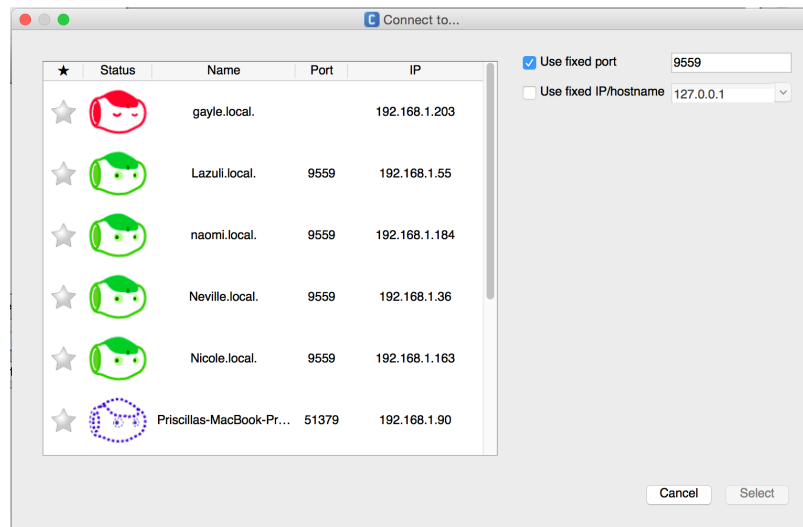 Connect to...
★ Status Name Port IP
gayle.local. 192.168.1.203
Lazuli.local. 9559 192.168.1.55
naomi.local. 9559 192.168.1.184
Neville.local. 9559 192.168.1.36
Nicole.local. 9559 192.168.1.163
Priscillas-MacBook-Pr... 51379 192.168.1.90
Use fixed port 9559
Use fixed IP/hostname 127.0.0.1
Cancel Select